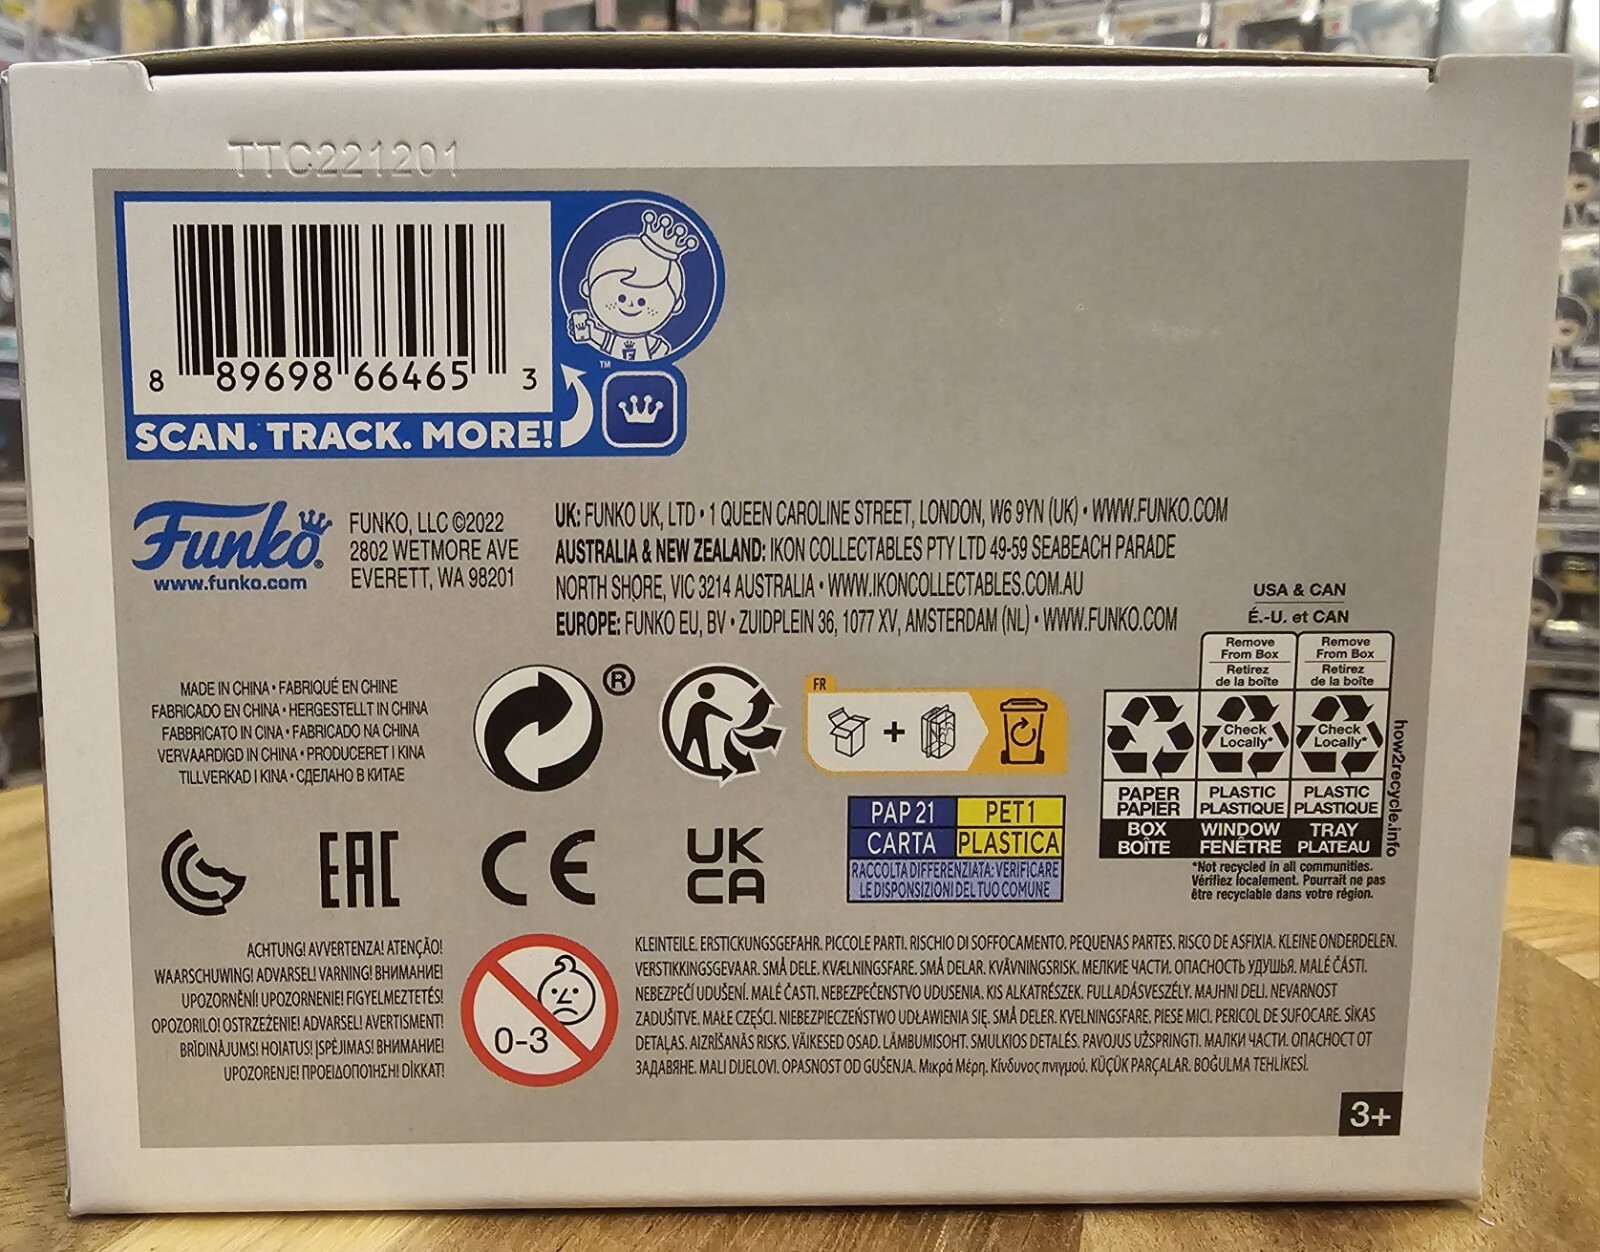 TTC221201
8 89698 66465 3
SCAN. TRACK. MORE!
TM
Funko®
www.funko.com
FUNKO, LLC ©2022
2802 WETMORE AVE
EVERETT, WA 98201
UK: FUNKO UK, LTD • 1 QUEEN CAROLINE STREET, LONDON, W6 9YN (UK) • WWW.FUNKO.COM
AUSTRALIA & NEW ZEALAND: IKON COLLECTABLES PTY LTD 49-59 SEABEACH PARADE
NORTH SHORE, VIC 3214 AUSTRALIA • WWW.IKONCOLLECTABLES.COM.AU
EUROPE: FUNKO EU, BV • ZUIDPLEIN 36, 1077 XV, AMSTERDAM (NL) • WWW.FUNKO.COM
USA & CAN
É.-U. et CAN
Remove From Box
Retirez de la boîte
Remove From Box
Retirez de la boîte
Check Locally*
Check Locally*
PAPER
PAPIER
BOX
BOÎTE
PLASTIC
PLASTIQUE
WINDOW
FENÊTRE
PLASTIC
PLASTIQUE
TRAY
PLATEAU
how2recycle.info
*Not recycled in all communities.
Vérifiez localement. Pourrait ne pas
être recyclable dans votre région.
MADE IN CHINA • FABRIQUÉ EN CHINE
FABRICADO EN CHINA • HERGESTELLT IN CHINA
FABBRICATO IN CINA • FABRICADO NA CHINA
VERVAARDIGD IN CHINA • PRODUCERET I KINA
TILLVERKAD I KINA • СДЕЛАНО В КИТАЕ
®
FR
+
PAP 21
PET1
CARTA
PLASTICA
RACCOLTA DIFFERENZIATA: VERIFICARE
LE DISPONSIZIONI DEL TUO COMUNE
EAC
CE
UK
CA
ACHTUNG! AVVERTENZA! ATENÇÃO!
WAARSCHUWING! ADVARSEL! VARNING! ВНИМАНИЕ!
UPOZORNĚNÍ! UPOZORNENIE! FIGYELMEZTETÉS!
OPOZORILO! OSTRZEŻENIE! ADVARSEL! AVERTISMENT!
BRĪDINĀJUMS! HOIATUS! ĮSPĖJIMAS! ВНИМАНИЕ!
UPOZORENJE! ΠΡΟΕΙΔΟΠΟΙΗΣΗ! DİKKAT!
0-3
KLEINTEILE. ERSTICKUNGSGEFAHR. PICCOLE PARTI. RISCHIO DI SOFFOCAMENTO. PEQUENAS PARTES. RISCO DE ASFIXIA. KLEINE ONDERDELEN.
VERSTIKKINGSGEVAAR. SMÅ DELE. KVÆLNINGSFARE. SMÅ DELAR. KVÄVNINGSRISK. МЕЛКИЕ ЧАСТИ. ОПАСНОСТЬ УДУШЬЯ. MALÉ ČÁSTI.
NEBEZPEČÍ UDUŠENÍ. MALÉ ČASTI. NEBEZPEČENSTVO UDUSENIA. KIS ALKATRÉSZEK. FULLADÁSVESZÉLY. MAJHNI DELI. NEVARNOST
ZADUŠITVE. MAŁE CZĘŚCI. NIEBEZPIECZEŃSTWO UDŁAWIENIA SIĘ. SMÅ DELER. KVELNINGSFARE. PIESE MICI. PERICOL DE SUFOCARE. SĪKAS
DETAĻAS. AIZRĪŠANĀS RISKS. VÄIKESED OSAD. LÄMBUMISOHT. SMULKIOS DETALĖS. PAVOJUS UŽSPRINGTI. МАЛКИ ЧАСТИ. ОПАСНОСТ ОТ
ЗАДАВЯНЕ. MALI DIJELOVI. OPASNOST OD GUŠENJA. Μικρά Μέρη. Κίνδυνος πνιγμού. KÜÇÜK PARÇALAR. BOĞULMA TEHLİKESİ.
3+